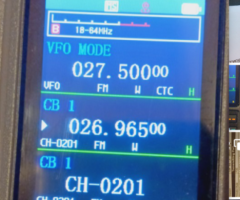 B 18-64MHz
VFO MODE
027.50000
VFO FM W CTC H
CB 1
026.96500
CH-0201 FM W H
CB 1
CH-0201